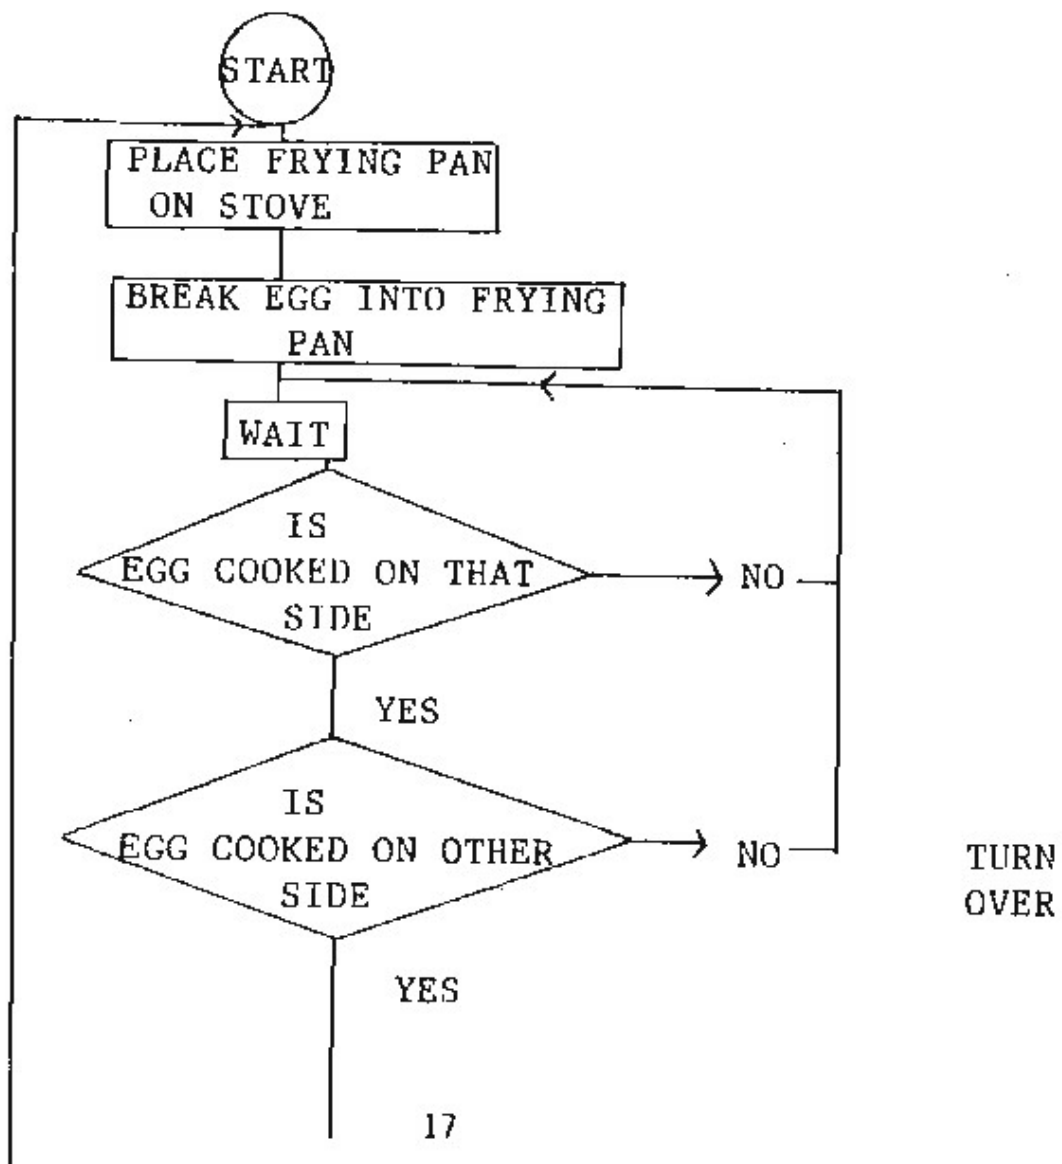 START
PLACE FRYING PAN
ON STOVE
BREAK EGG INTO FRYING
PAN
WAIT
IS
EGG COOKED ON THAT
SIDE
NO
YES
IS
EGG COOKED ON OTHER
SIDE
NO
TURN
OVER
YES
17